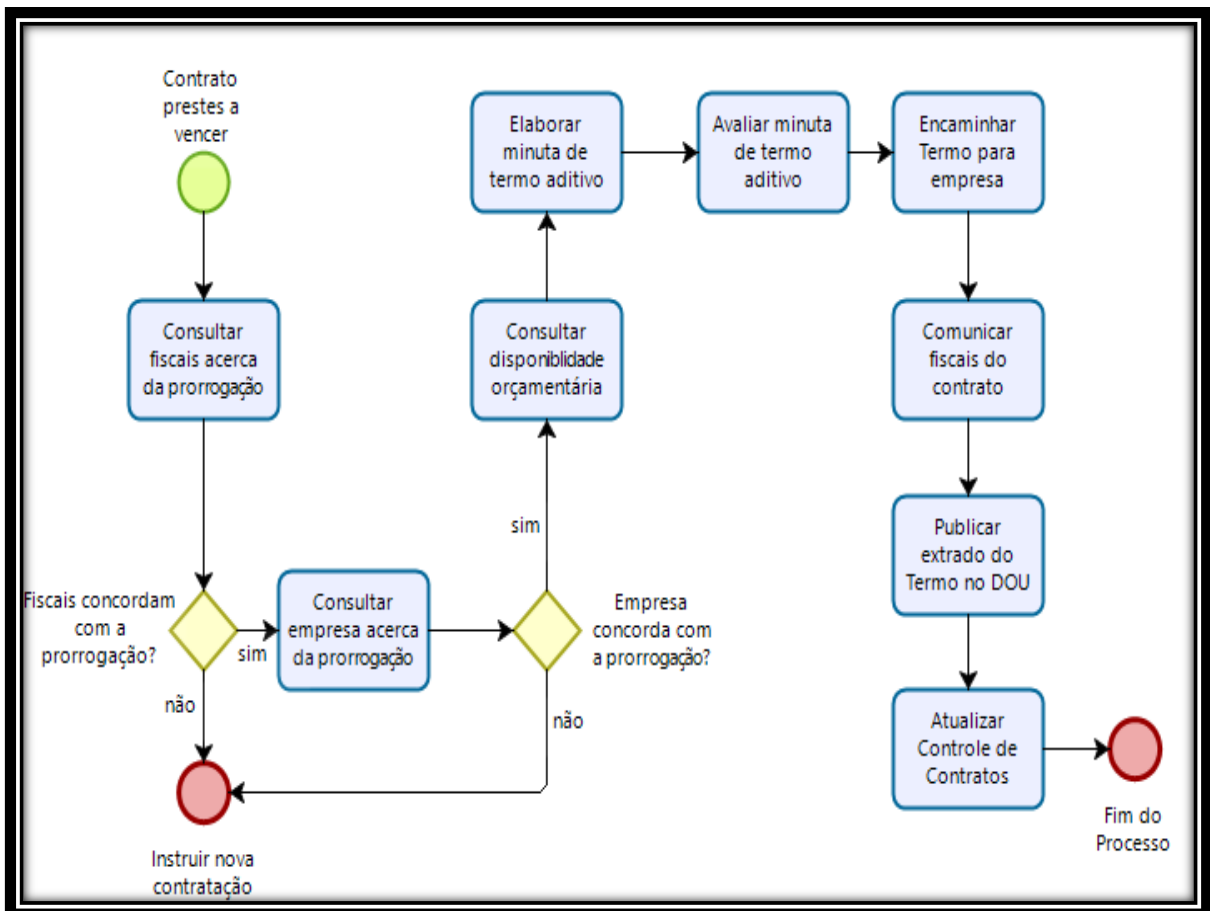 Contrato
prestes a
vencer
Consultar
fiscais acerca
da prorrogação
Fiscais concordam
com a
prorrogação?
sim
não
Instruir nova
contratação
Consultar
empresa acerca
da prorrogação
Empresa
concorda com
a prorrogação?
não
sim
Consultar
disponiblidade
orçamentária
Elaborar
minuta de
termo aditivo
Avaliar minuta
de termo
aditivo
Encaminhar
Termo para
empresa
Comunicar
fiscais do
contrato
Publicar
extrado do
Termo no DOU
Atualizar
Controle de
Contratos
Fim do
Processo